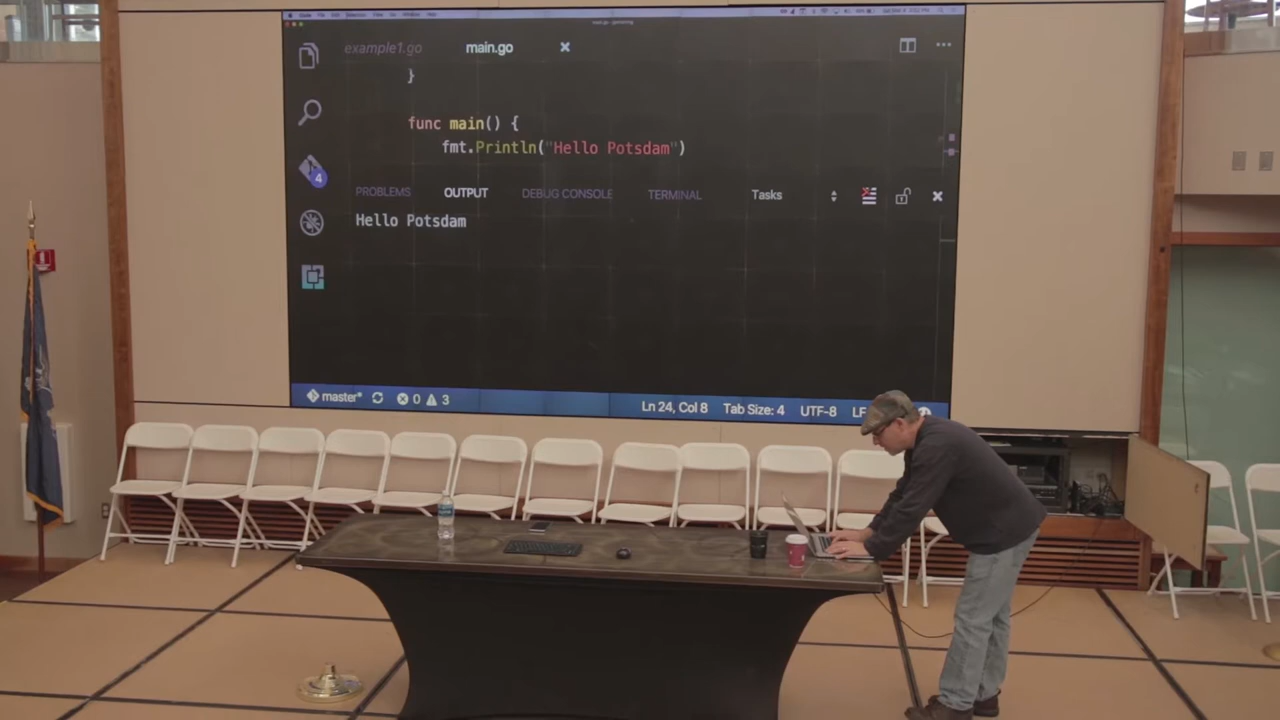 example1.go main.go
}
func main() {
fmt.Println("Hello Potsdam")
PROBLEMS OUTPUT DEBUG CONSOLE TERMINAL Tasks
4
Hello Potsdam
master* 0 3 Ln 24, Col 8 Tab Size: 4 UTF-8 LF